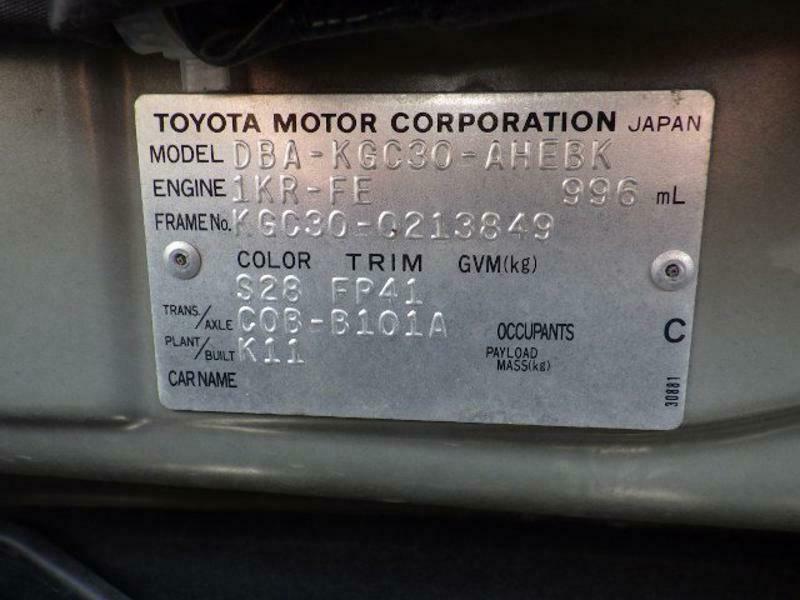 TOYOTA MOTOR CORPORATION JAPAN
MODEL DBA-KGC30-AHEBK
ENGINE 1KR-FE 996 mL
FRAME No. KGC30-0213849
COLOR TRIM GVM(kg)
S28 FP41
TRANS./AXLE C0B-B101A OCCUPANTS C
PLANT/BUILT K11 PAYLOAD MASS(kg)
CAR NAME
30881